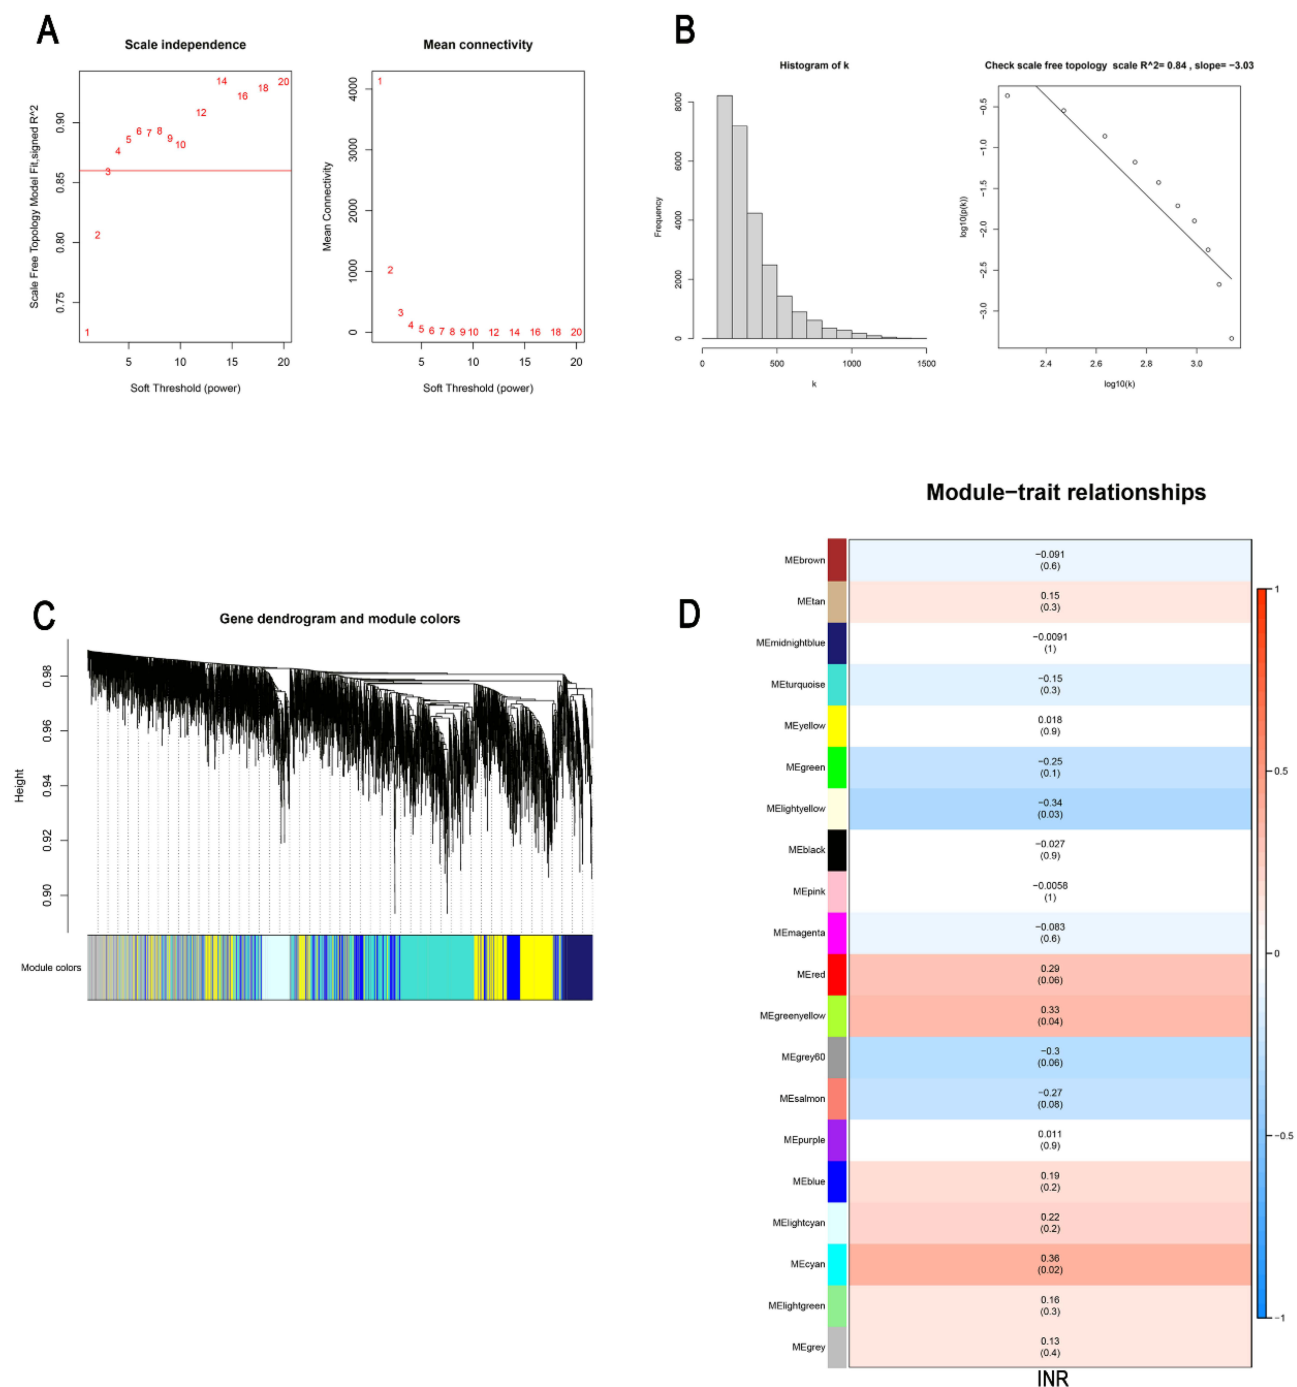 A
Scale independence
Mean connectivity
Scale Free Topology Model Fit,signed R^2
0.75
0.80
0.85
0.90
1
2
3
4
5
6
7
8
9
10
12
14
16
18
20
5
10
15
20
Soft Threshold (power)
Mean Connectivity
0
1000
2000
3000
4000
1
2
3
4
5
6
7
8
9
10
12
14
16
18
20
5
10
15
20
Soft Threshold (power)
B
Histogram of k
Check scale free topology scale R^2= 0.84 , slope= −3.03
Frequency
0
2000
4000
6000
8000
0
500
1000
1500
k
log10(p(k))
−0.5
−1.0
−1.5
−2.0
−2.5
−3.0
2.4
2.6
2.8
3.0
log10(k)
C
Gene dendrogram and module colors
Height
0.98
0.96
0.94
0.92
0.90
Module colors
D
Module−trait relationships
MEbrown
−0.091
(0.6)
MEtan
0.15
(0.3)
MEmidnightblue
−0.0091
(1)
MEturquoise
−0.15
(0.3)
MEyellow
0.018
(0.9)
MEgreen
−0.25
(0.1)
MElightyellow
−0.34
(0.03)
MEblack
−0.027
(0.9)
MEpink
−0.0058
(1)
MEmagenta
−0.083
(0.6)
MEred
0.29
(0.06)
MEgreenyellow
0.33
(0.04)
MEgrey60
−0.3
(0.06)
MEsalmon
−0.27
(0.08)
MEpurple
0.011
(0.9)
MEblue
0.19
(0.2)
MElightcyan
0.22
(0.2)
MEcyan
0.36
(0.02)
MElightgreen
0.16
(0.3)
MEgrey
0.13
(0.4)
INR
1
0.5
0
−0.5
−1